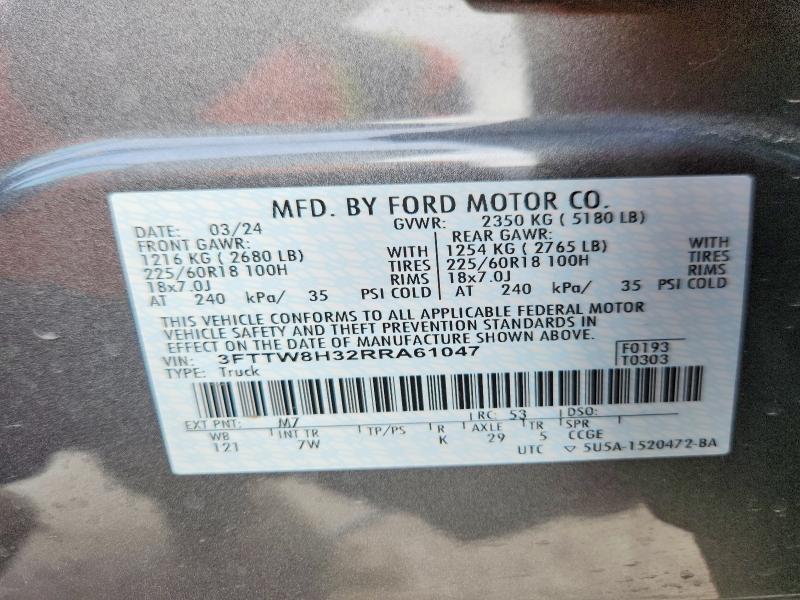 MFD. BY FORD MOTOR CO.
DATE: 03/24 GVWR: 2350 KG ( 5180 LB)
FRONT GAWR: REAR GAWR:
1216 KG ( 2680 LB) WITH 1254 KG ( 2765 LB) WITH
225/60R18 100H TIRES 225/60R18 100H TIRES
18x7.0J RIMS 18x7.0J RIMS
AT 240 kPa/ 35 PSI COLD AT 240 kPa/ 35 PSI COLD
THIS VEHICLE CONFORMS TO ALL APPLICABLE FEDERAL MOTOR
VEHICLE SAFETY AND THEFT PREVENTION STANDARDS IN
EFFECT ON THE DATE OF MANUFACTURE SHOWN ABOVE.
VIN: 3FTTW8H32RRA61047 F0193
TYPE: Truck T0303
EXT PNT: M7 RC: 53 DSO:
WB INT TR TP/PS R AXLE TR SPR
121 7W K 29 5 CCGE
UTC ▽ 5U5A-1520472-BA